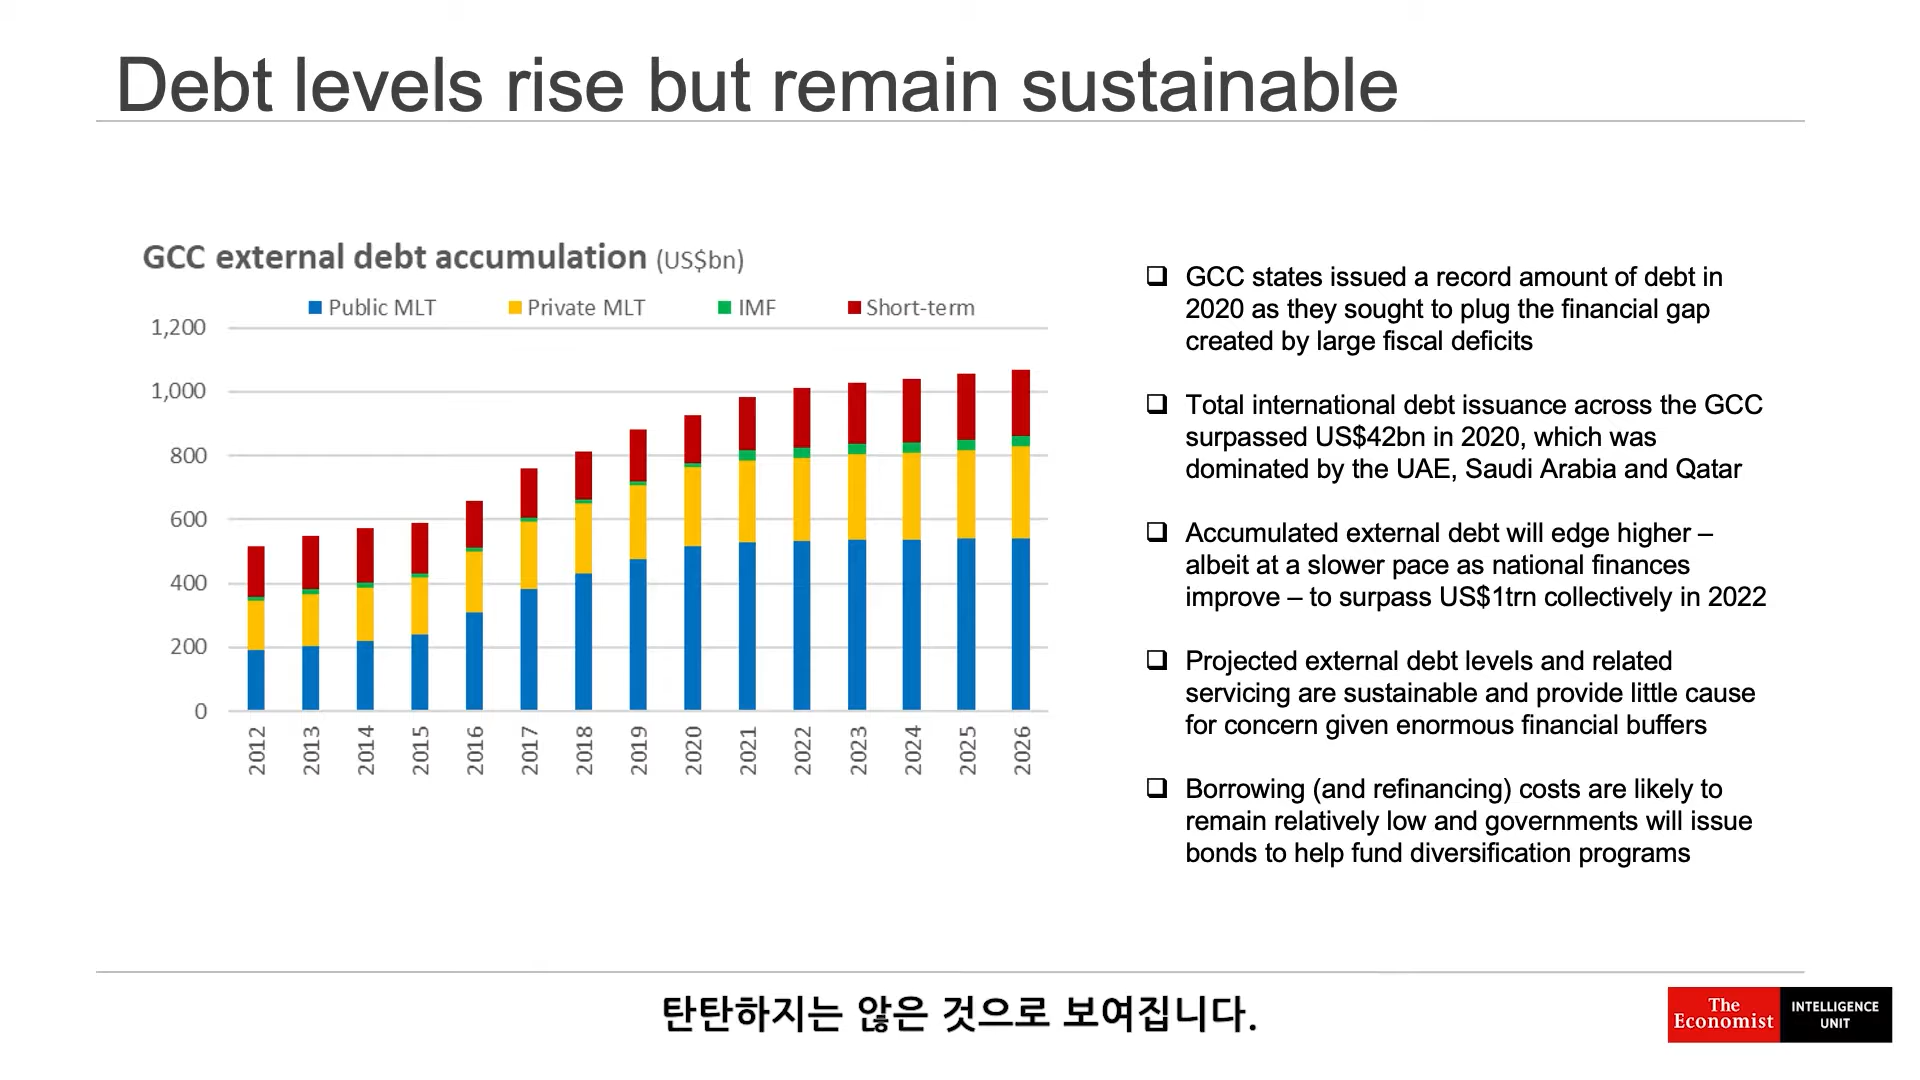 Debt levels rise but remain sustainable
GCC external debt accumulation (US$bn)
Public MLT Private MLT IMF Short-term
1,200
1,000
800
600
400
200
0
2012 2013 2014 2015 2016 2017 2018 2019 2020 2021 2022 2023 2024 2025 2026
GCC states issued a record amount of debt in
2020 as they sought to plug the financial gap
created by large fiscal deficits
Total international debt issuance across the GCC
surpassed US$42bn in 2020, which was
dominated by the UAE, Saudi Arabia and Qatar
Accumulated external debt will edge higher –
albeit at a slower pace as national finances
improve – to surpass US$1trn collectively in 2022
Projected external debt levels and related
servicing are sustainable and provide little cause
for concern given enormous financial buffers
Borrowing (and refinancing) costs are likely to
remain relatively low and governments will issue
bonds to help fund diversification programs
탄탄하지는 않은 것으로 보여집니다.
The
Economist
INTELLIGENCE
UNIT